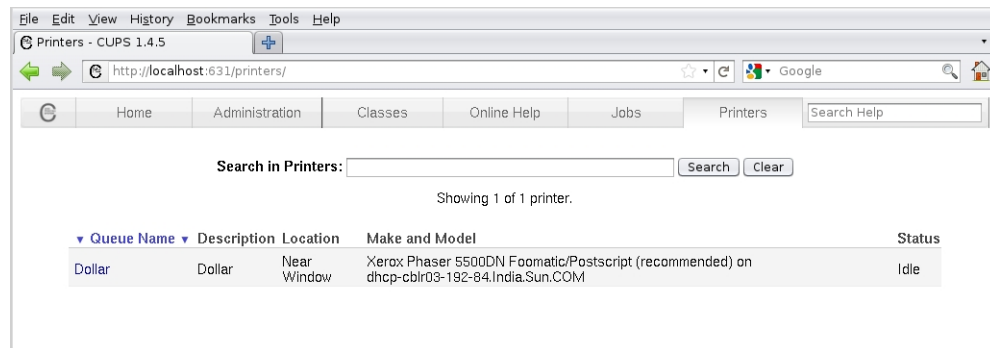 File Edit View History Bookmarks Tools Help
Printers - CUPS 1.4.5
http://localhost:631/printers/ Google
Home Administration Classes Online Help Jobs Printers Search Help
Search in Printers: Search Clear
Showing 1 of 1 printer.
▼ Queue Name ▼ Description Location Make and Model Status
Dollar Dollar Near Window Xerox Phaser 5500DN Foomatic/Postscript (recommended) on dhcp-cblr03-192-84.India.Sun.COM Idle